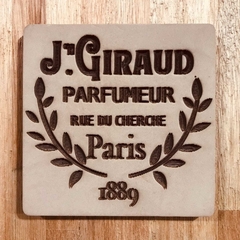 Jn. GIRAUD
PARFUMEUR
RUE DU CHERCHE
Paris
1889